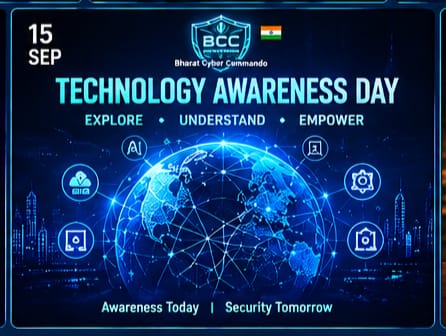 15
SEP
BCC
Bharat Cyber Commando
TECHNOLOGY AWARENESS DAY
EXPLORE • UNDERSTAND • EMPOWER
AI
Awareness Today | Security Tomorrow